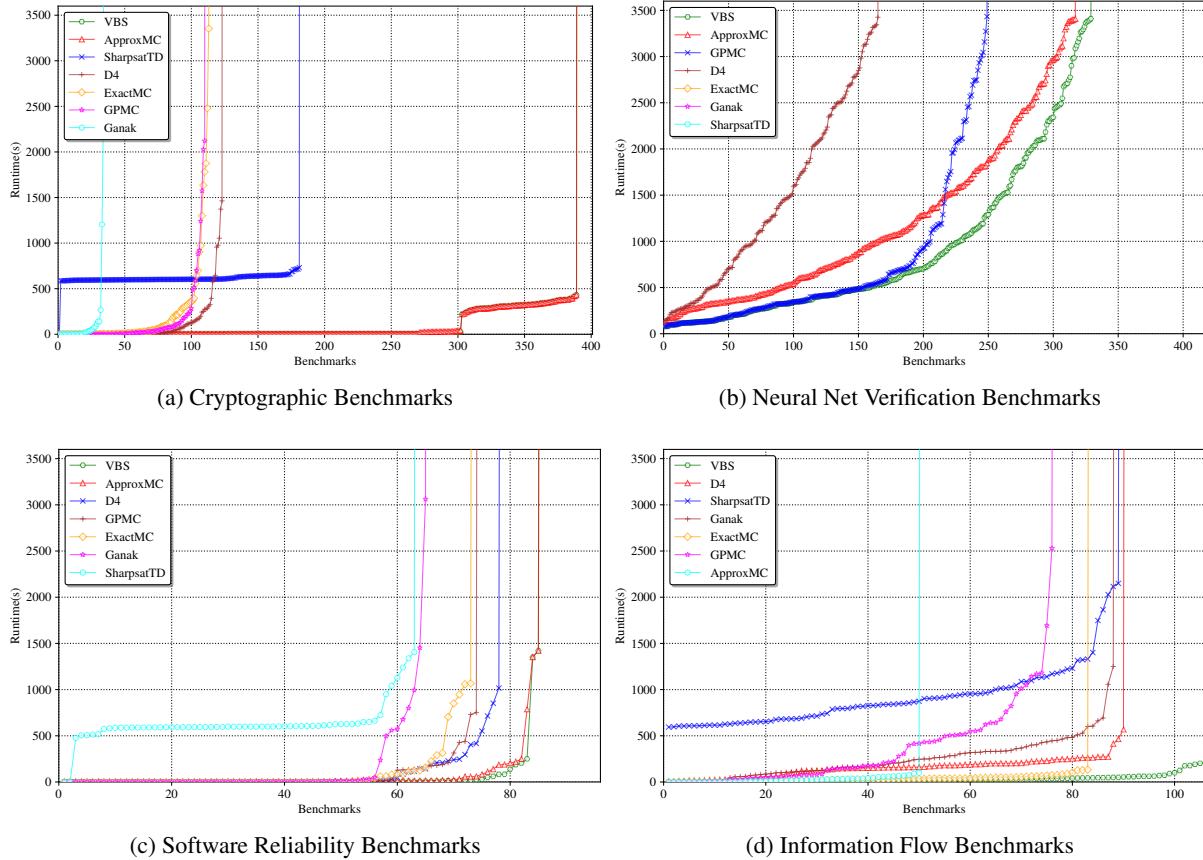 3500
3000
2500
2000
1500
1000
500
0
Runtime(s)
VBS
ApproxMC
SharpsatTD
D4
ExactMC
GPMC
Ganak
0 50 100 150 200 250 300 350 400
Benchmarks
(a) Cryptographic Benchmarks
3500
3000
2500
2000
1500
1000
500
0
Runtime(s)
VBS
ApproxMC
GPMC
D4
ExactMC
Ganak
SharpsatTD
0 50 100 150 200 250 300 350 400
Benchmarks
(b) Neural Net Verification Benchmarks
3500
3000
2500
2000
1500
1000
500
0
Runtime(s)
VBS
ApproxMC
D4
GPMC
ExactMC
Ganak
SharpsatTD
0 20 40 60 80
Benchmarks
(c) Software Reliability Benchmarks
3500
3000
2500
2000
1500
1000
500
0
Runtime(s)
VBS
D4
SharpsatTD
Ganak
ExactMC
GPMC
ApproxMC
0 20 40 60 80 100
Benchmarks
(d) Information Flow Benchmarks